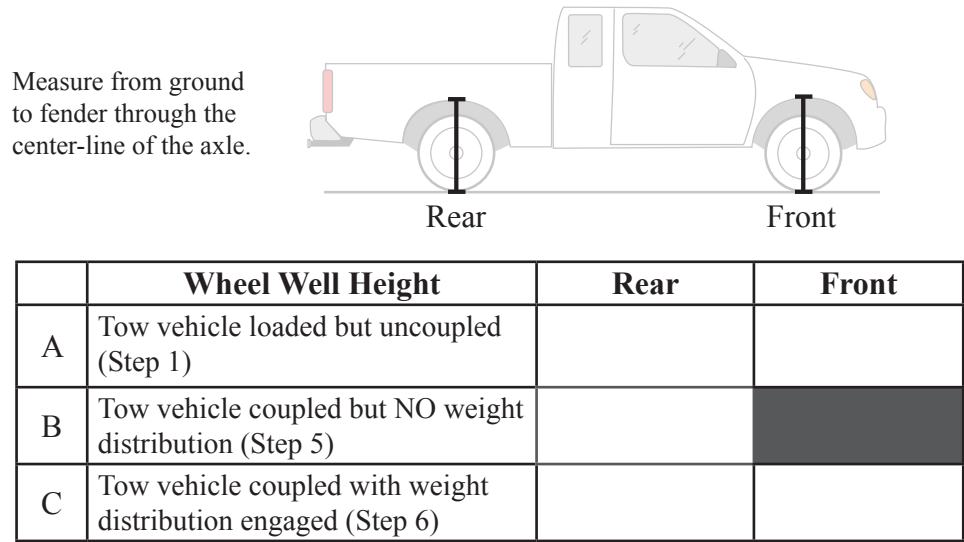 Measure from ground
to fender through the
center-line of the axle.
Rear
Front
Wheel Well Height
Rear
Front
A
Tow vehicle loaded but uncoupled
(Step 1)
B
Tow vehicle coupled but NO weight
distribution (Step 5)
C
Tow vehicle coupled with weight
distribution engaged (Step 6)